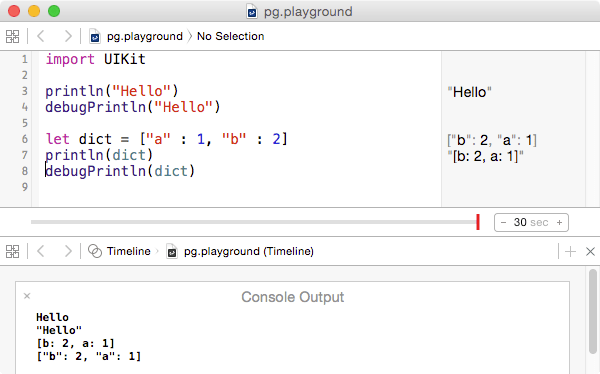 pg.playground
pg.playground No Selection
1 import UIKit
2
3 println("Hello") "Hello"
4 debugPrintln("Hello")
5
6 let dict = ["a" : 1, "b" : 2] ["b": 2, "a": 1]
7 println(dict) "[b: 2, a: 1]"
8 debugPrintln(dict)
9
− 30 sec +
Timeline pg.playground (Timeline) + ×
× Console Output
Hello
"Hello"
[b: 2, a: 1]
["b": 2, "a": 1]